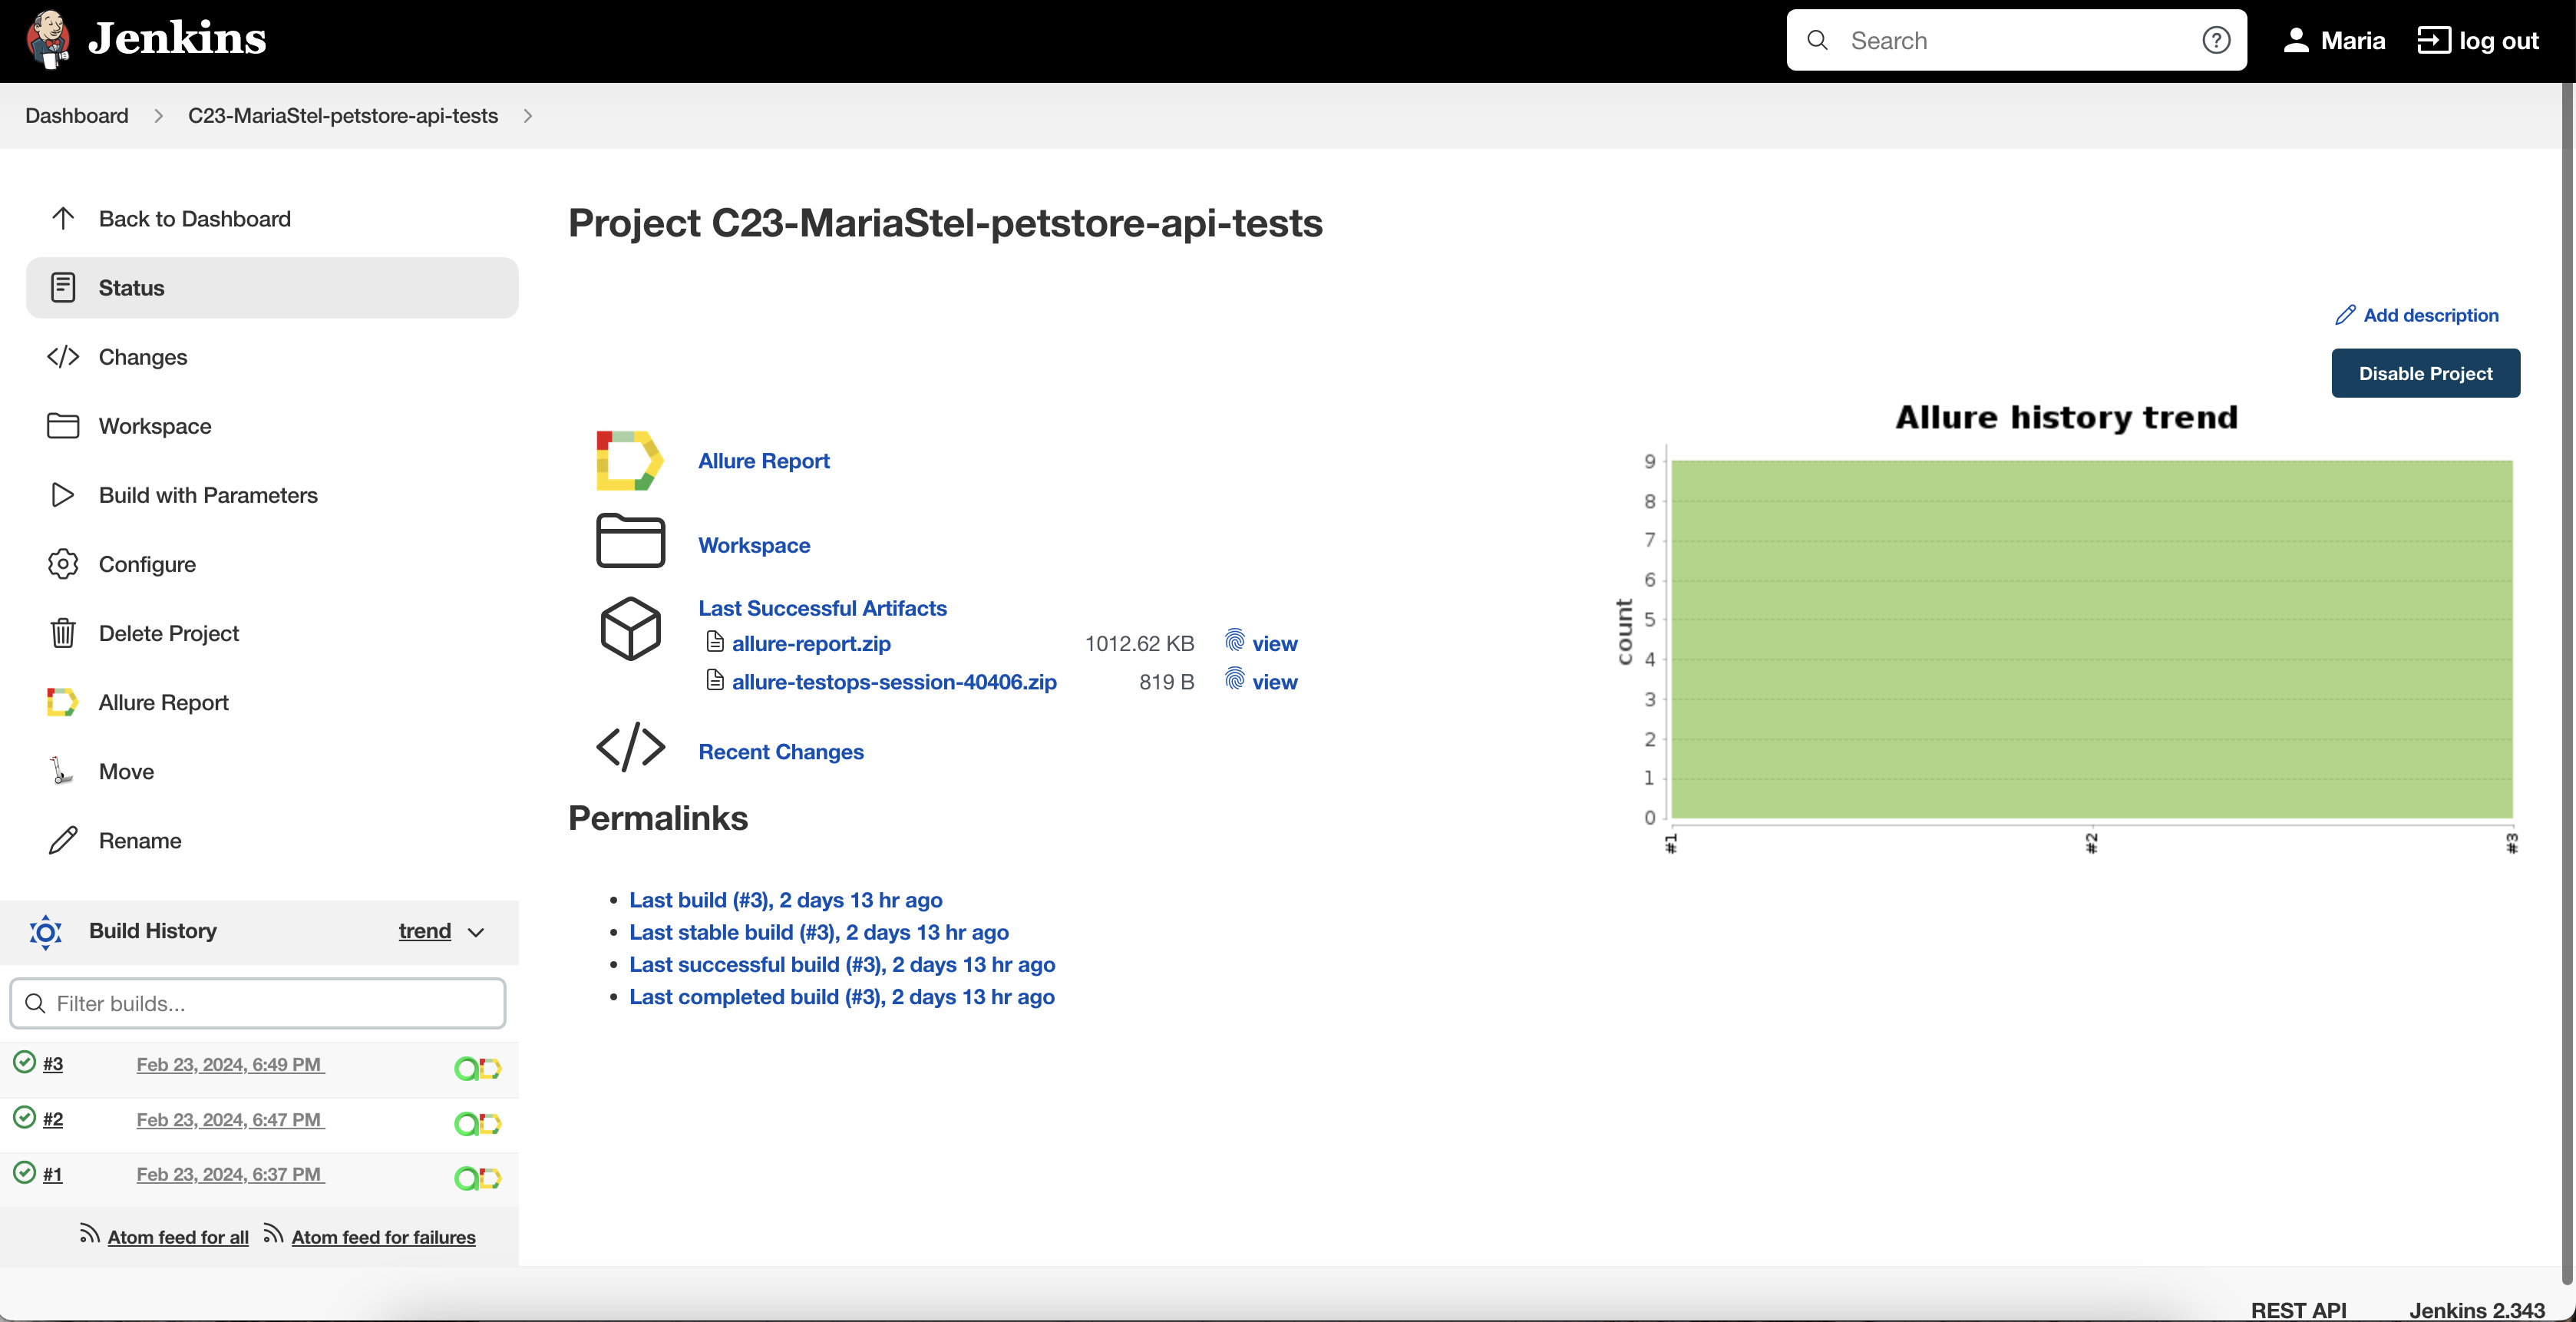 Jenkins
Search
Maria
log out
Dashboard
C23-MariaStel-petstore-api-tests
Back to Dashboard
Status
Changes
Workspace
Build with Parameters
Configure
Delete Project
Allure Report
Move
Rename
Build History
trend
Filter builds...
#3 Feb 23, 2024, 6:49 PM
#2 Feb 23, 2024, 6:47 PM
#1 Feb 23, 2024, 6:37 PM
Atom feed for all
Atom feed for failures
Project C23-MariaStel-petstore-api-tests
Add description
Disable Project
Allure Report
Workspace
Last Successful Artifacts
allure-report.zip 1012.62 KB view
allure-testops-session-40406.zip 819 B view
Recent Changes
Permalinks
• Last build (#3), 2 days 13 hr ago
• Last stable build (#3), 2 days 13 hr ago
• Last successful build (#3), 2 days 13 hr ago
• Last completed build (#3), 2 days 13 hr ago
Allure history trend
count
9
8
7
6
5
4
3
2
1
0
#1
#2
#3
REST API
Jenkins 2.343